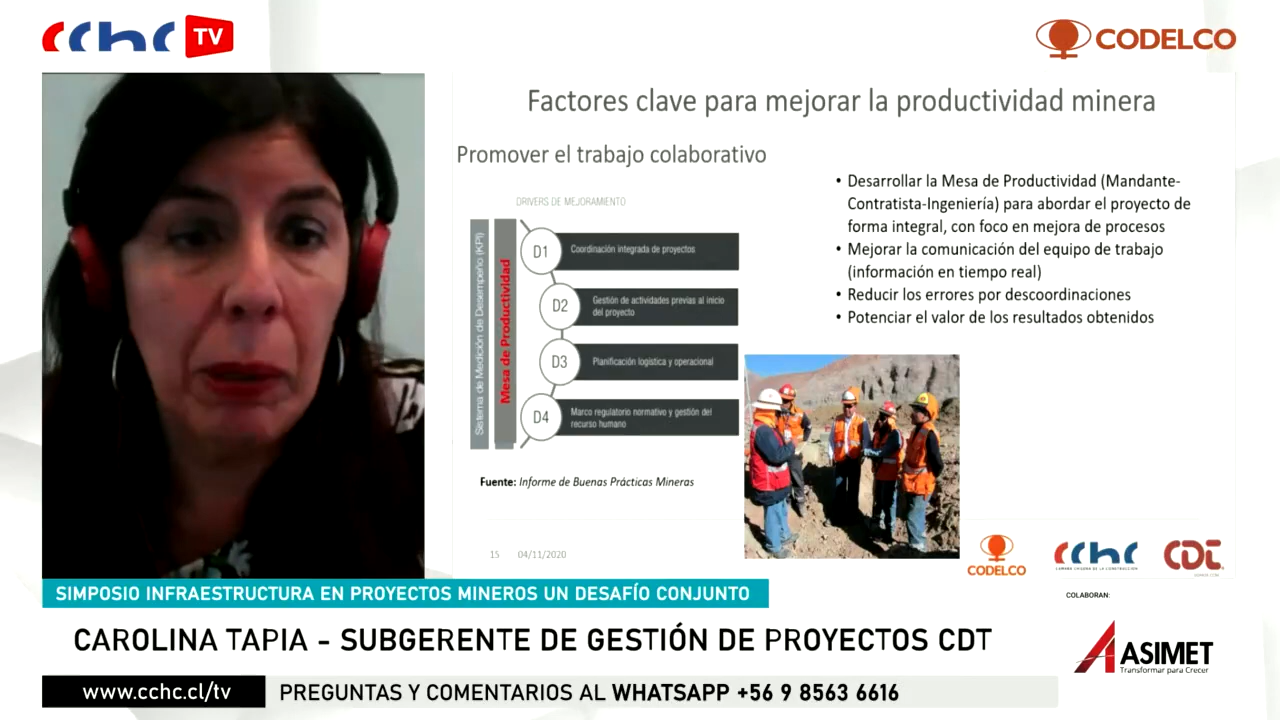 cchc TV
CODELCO
Factores clave para mejorar la productividad minera
Promover el trabajo colaborativo
DRIVERS DE MEJORAMIENTO
Sistema de Medición de Desempeño (KPI)
Mesa de Productividad
D1 Coordinación integrada de proyectos
D2 Gestión de actividades previas al inicio
del proyecto
D3 Planificación logística y operacional
D4 Marco regulatorio normativo y gestión del
recurso humano
Fuente: Informe de Buenas Prácticas Mineras
• Desarrollar la Mesa de Productividad (Mandante-
Contratista-Ingeniería) para abordar el proyecto de
forma integral, con foco en mejora de procesos
• Mejorar la comunicación del equipo de trabajo
(información en tiempo real)
• Reducir los errores por descoordinaciones
• Potenciar el valor de los resultados obtenidos
15 04/11/2020
CODELCO
cchc
CÁMARA CHILENA DE LA CONSTRUCCIÓN
CDT
SIMPOSIO INFRAESTRUCTURA EN PROYECTOS MINEROS UN DESAFÍO CONJUNTO
COLABORAN:
CAROLINA TAPIA - SUBGERENTE DE GESTIÓN DE PROYECTOS CDT
ASIMET
Transformar para Crecer
www.cchc.cl/tv
PREGUNTAS Y COMENTARIOS AL WHATSAPP +56 9 8563 6616